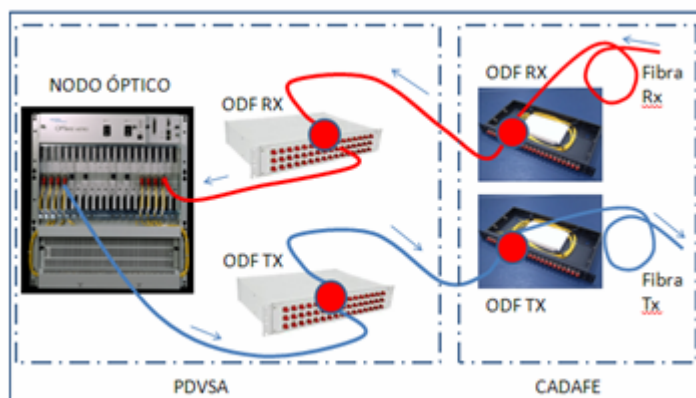 NODO ÓPTICO
ODF RX
ODF RX
Fibra
Rx
ODF TX
ODF TX
Fibra
Tx
PDVSA
CADAFE